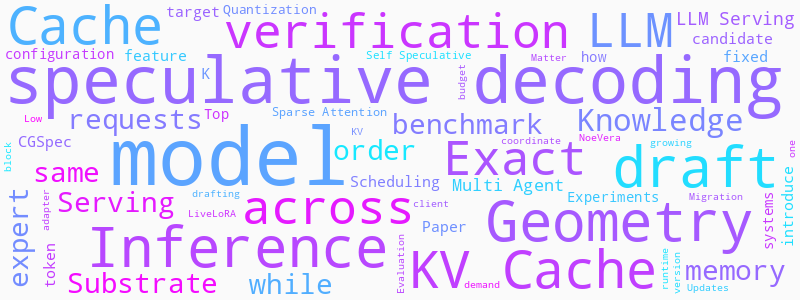 Cache
target
Quantization
verification
LLM
LLM Serving
candidate
configuration
feature
Self Speculative
Matter
how
fixed
speculative decoding
K
budget
Low
requests
Top
Sparse Attention
benchmark
Knowledge
NoeVera
one
CGSpec
model
KV
order
coordinate
growing
Exact
draft
block
same
Scheduling
Multi Agent
expert
adapter
Serving
drafting
LiveLoRA
across
client
Experiments
Migration
introduce
Geometry
systems
Paper
Inference
token
Evaluation
KV Cache
memory
runtime
version
Substrate
while
demand
Updates